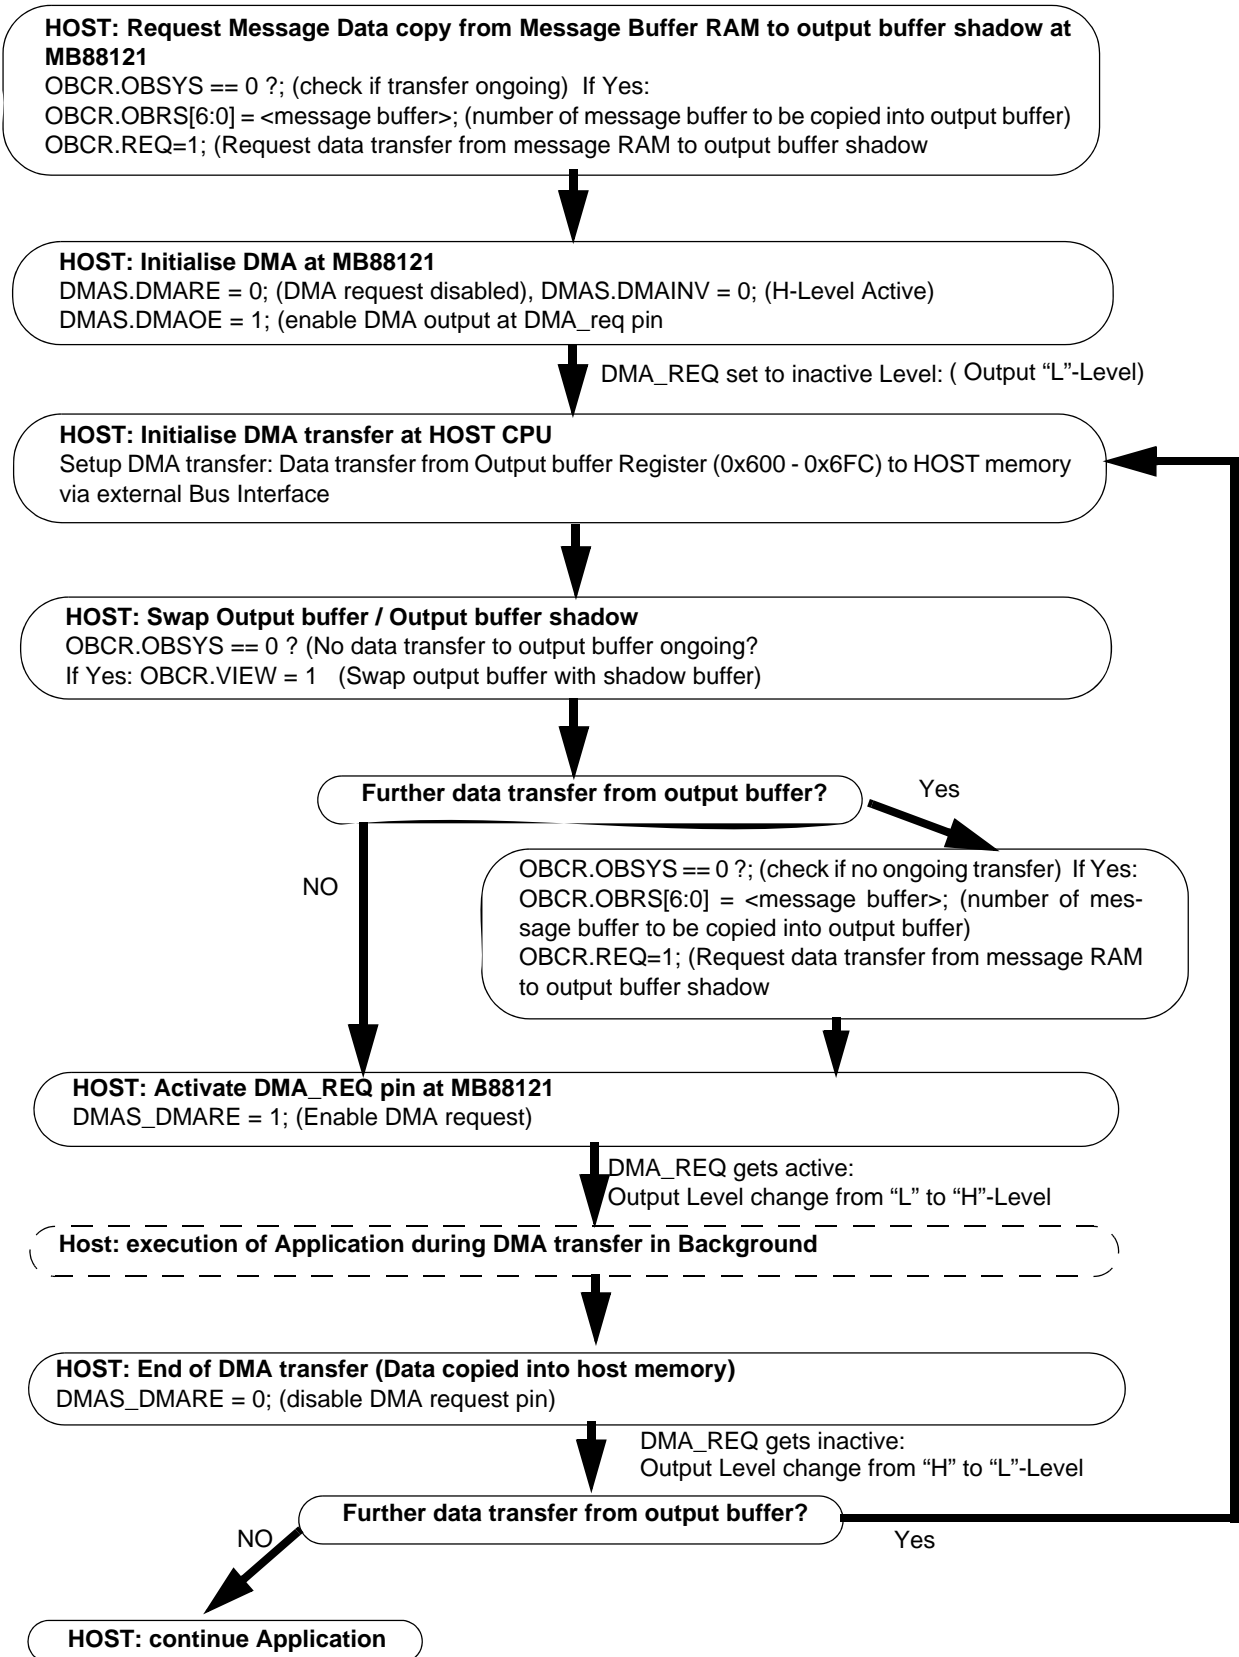 HOST: Request Message Data copy from Message Buffer RAM to output buffer shadow at
MB88121
OBCR.OBSYS == 0 ?; (check if transfer ongoing) If Yes:
OBCR.OBRS[6:0] = <message buffer>; (number of message buffer to be copied into output buffer)
OBCR.REQ=1; (Request data transfer from message RAM to output buffer shadow
HOST: Initialise DMA at MB88121
DMAS.DMARE = 0; (DMA request disabled), DMAS.DMAINV = 0; (H-Level Active)
DMAS.DMAOE = 1; (enable DMA output at DMA_req pin
DMA_REQ set to inactive Level: ( Output “L”-Level)
HOST: Initialise DMA transfer at HOST CPU
Setup DMA transfer: Data transfer from Output buffer Register (0x600 - 0x6FC) to HOST memory
via external Bus Interface
HOST: Swap Output buffer / Output buffer shadow
OBCR.OBSYS == 0 ? (No data transfer to output buffer ongoing?
If Yes: OBCR.VIEW = 1 (Swap output buffer with shadow buffer)
Further data transfer from output buffer?
Yes
NO
OBCR.OBSYS == 0 ?; (check if no ongoing transfer) If Yes:
OBCR.OBRS[6:0] = <message buffer>; (number of mes-
sage buffer to be copied into output buffer)
OBCR.REQ=1; (Request data transfer from message RAM
to output buffer shadow
HOST: Activate DMA_REQ pin at MB88121
DMAS_DMARE = 1; (Enable DMA request)
DMA_REQ gets active:
Output Level change from “L” to “H”-Level
Host: execution of Application during DMA transfer in Background
HOST: End of DMA transfer (Data copied into host memory)
DMAS_DMARE = 0; (disable DMA request pin)
DMA_REQ gets inactive:
Output Level change from “H” to “L”-Level
Further data transfer from output buffer?
NO
Yes
HOST: continue Application